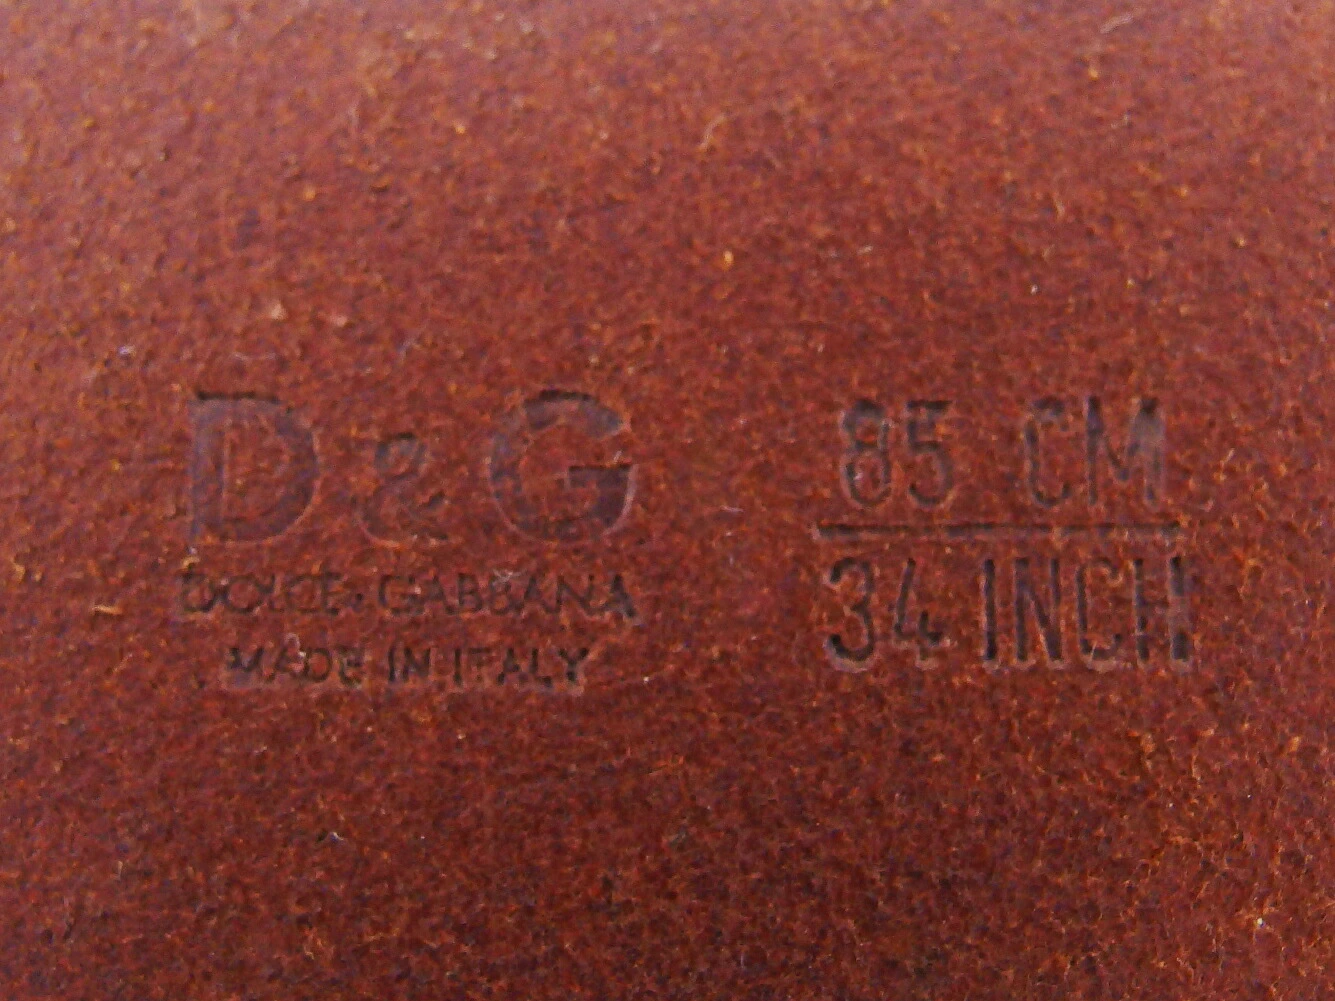 D&G
DOLCE & GABBANA
MADE IN ITALY
85 CM
34 INCH